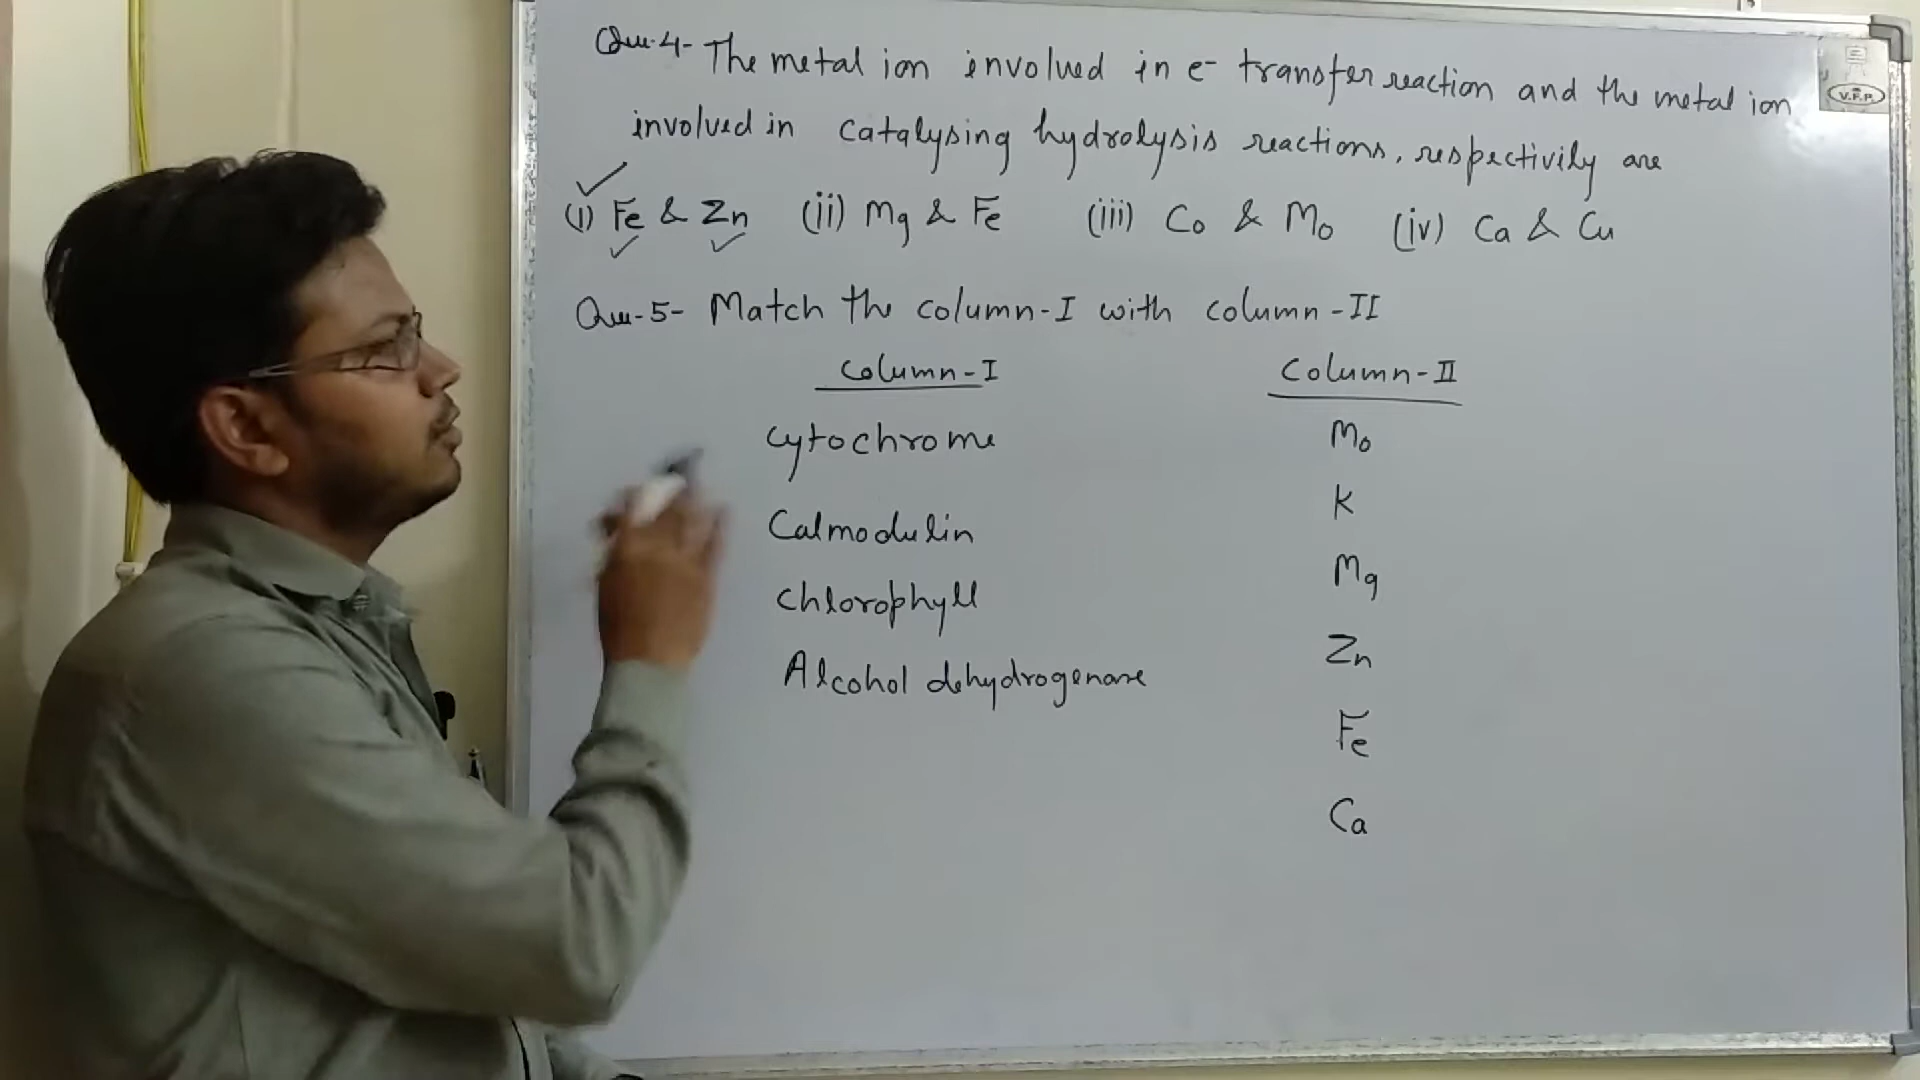 Que-4- The metal ion involved in e- transfer reaction and the metal ion
involved in catalysing hydrolysis reactions, respectivily are
(i) Fe & Zn (ii) Mg & Fe (iii) Co & Mo (iv) Ca & Cu
Que-5- Match the column-I with column-II
Column-I Column-II
Cytochrome Mo
Calmodulin K
Chlorophyll Mg
Alcohol dehydrogenase Zn
Fe
Ca
V.F.P.